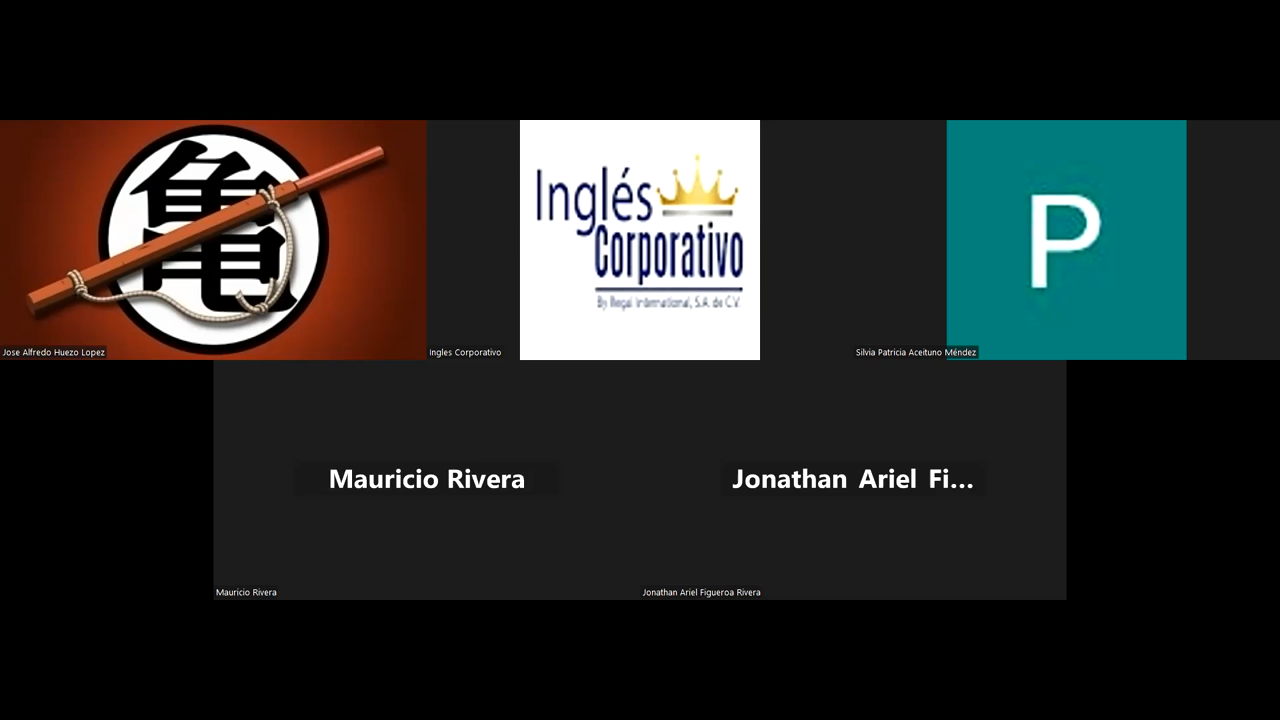 亀
Jose Alfredo Huezo Lopez
Inglés
Corporativo
By Regal International, S.A. de C.V.
Ingles Corporativo
P
Silvia Patricia Aceituno Méndez
Mauricio Rivera
Jonathan Ariel Fi...
Mauricio Rivera
Jonathan Ariel Figueroa Rivera